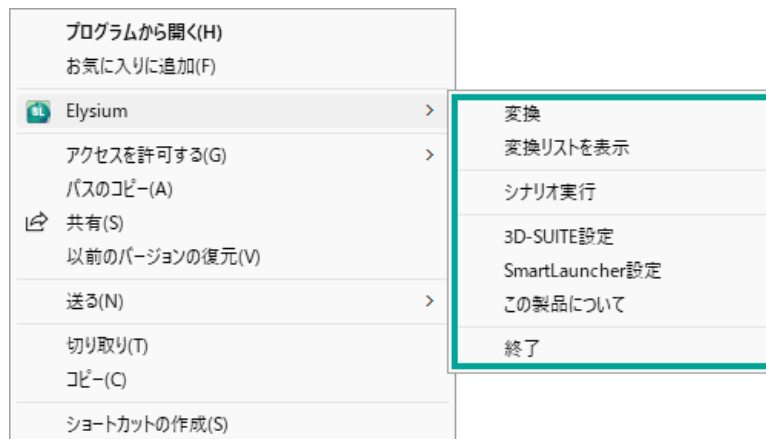 プログラムから開く(H)
お気に入りに追加(F)
SL Elysium
アクセスを許可する(G)
パスのコピー(A)
共有(S)
以前のバージョンの復元(V)
送る(N)
切り取り(T)
コピー(C)
ショートカットの作成(S)
変換
変換リストを表示
シナリオ実行
3D-SUITE設定
SmartLauncher設定
この製品について
終了